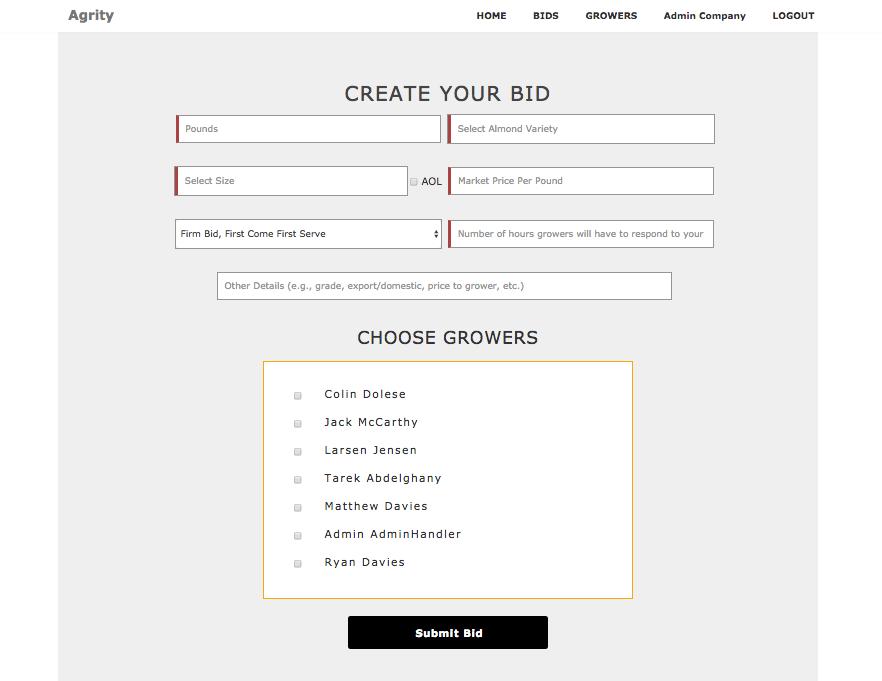 Agrity
HOME BIDS GROWERS Admin Company LOGOUT
CREATE YOUR BID
Pounds
Select Almond Variety
Select Size
AOL
Market Price Per Pound
Firm Bid, First Come First Serve
Number of hours growers will have to respond to your
Other Details (e.g., grade, export/domestic, price to grower, etc.)
CHOOSE GROWERS
Colin Dolese
Jack McCarthy
Larsen Jensen
Tarek Abdelghany
Matthew Davies
Admin AdminHandler
Ryan Davies
Submit Bid